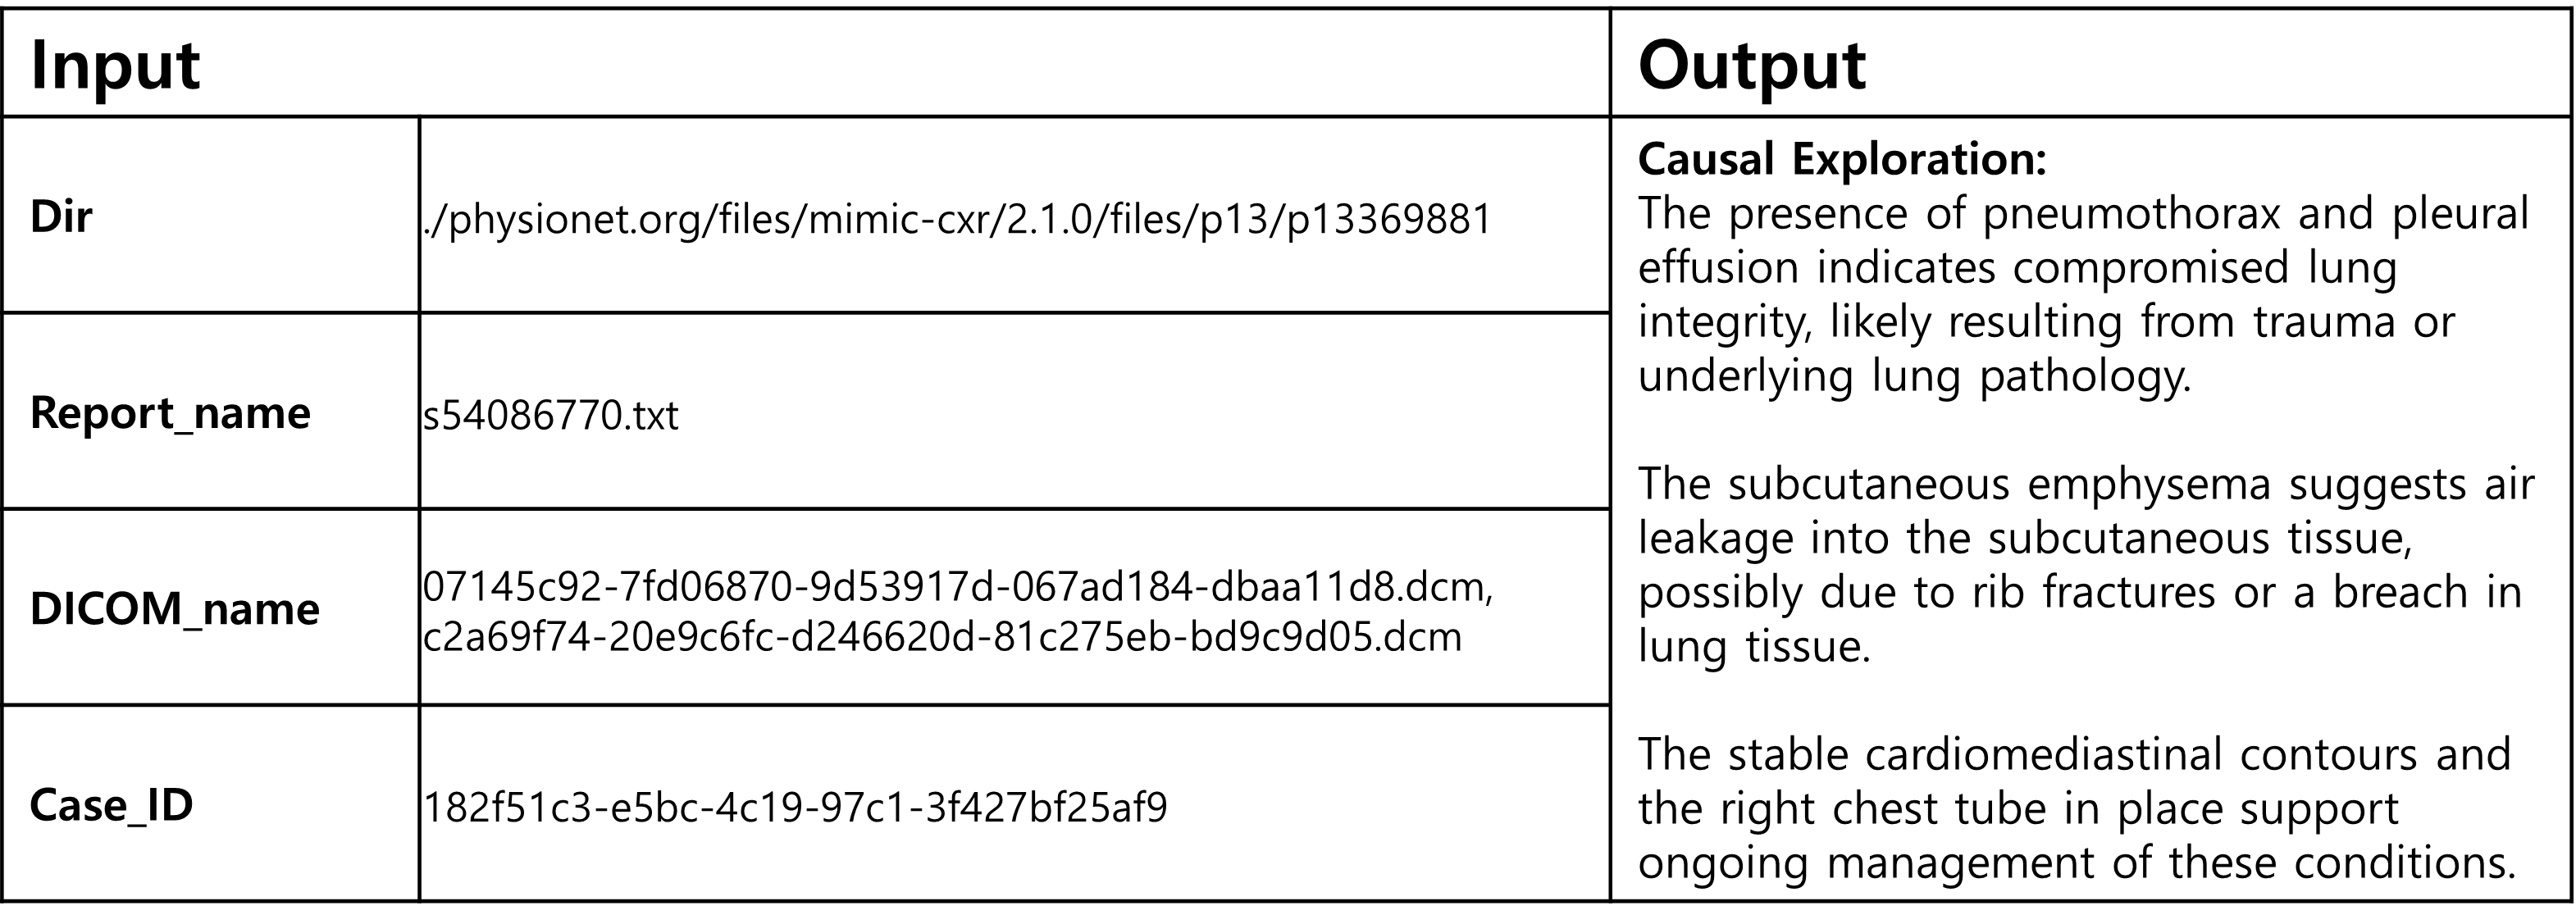 Input
Output
Dir
./physionet.org/files/mimic-cxr/2.1.0/files/p13/p13369881
Report_name
s54086770.txt
DICOM_name
07145c92-7fd06870-9d53917d-067ad184-dbaa11d8.dcm,
c2a69f74-20e9c6fc-d246620d-81c275eb-bd9c9d05.dcm
Case_ID
182f51c3-e5bc-4c19-97c1-3f427bf25af9
Causal Exploration:
The presence of pneumothorax and pleural
effusion indicates compromised lung
integrity, likely resulting from trauma or
underlying lung pathology.
The subcutaneous emphysema suggests air
leakage into the subcutaneous tissue,
possibly due to rib fractures or a breach in
lung tissue.
The stable cardiomediastinal contours and
the right chest tube in place support
ongoing management of these conditions.